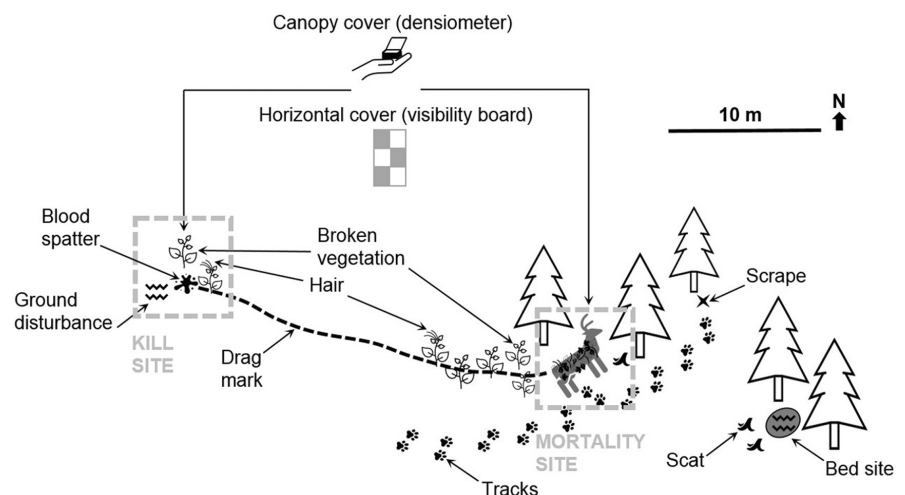 Canopy cover (densiometer)
Horizontal cover (visibility board)
10 m
N
Blood
spatter
Broken
vegetation
Hair
Scrape
Ground
disturbance
KILL
SITE
Drag
mark
MORTALITY
SITE
Scat
Bed site
Tracks